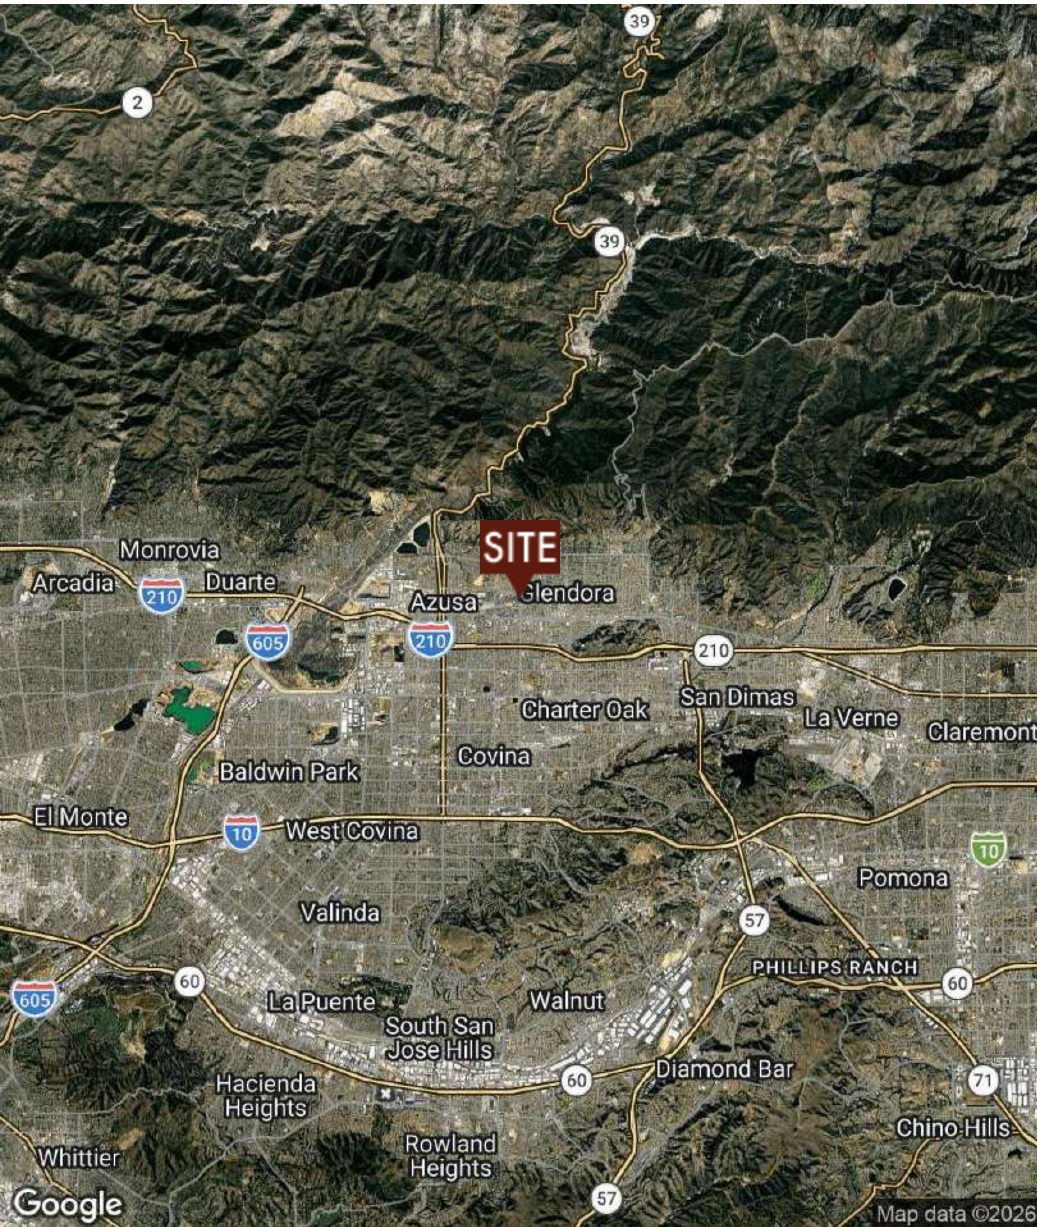 39
2
39
SITE
Monrovia
Arcadia
Duarte
210
Azusa
Glendora
605
210
210
San Dimas
Charter Oak
La Verne
Claremont
Covina
Baldwin Park
El Monte
10
West Covina
10
Pomona
Valinda
57
PHILLIPS RANCH
60
60
605
La Puente
Walnut
South San
Jose Hills
Diamond Bar
60
71
Hacienda
Heights
Chino Hills
Rowland
Heights
Whittier
57
Google
Map data ©2026